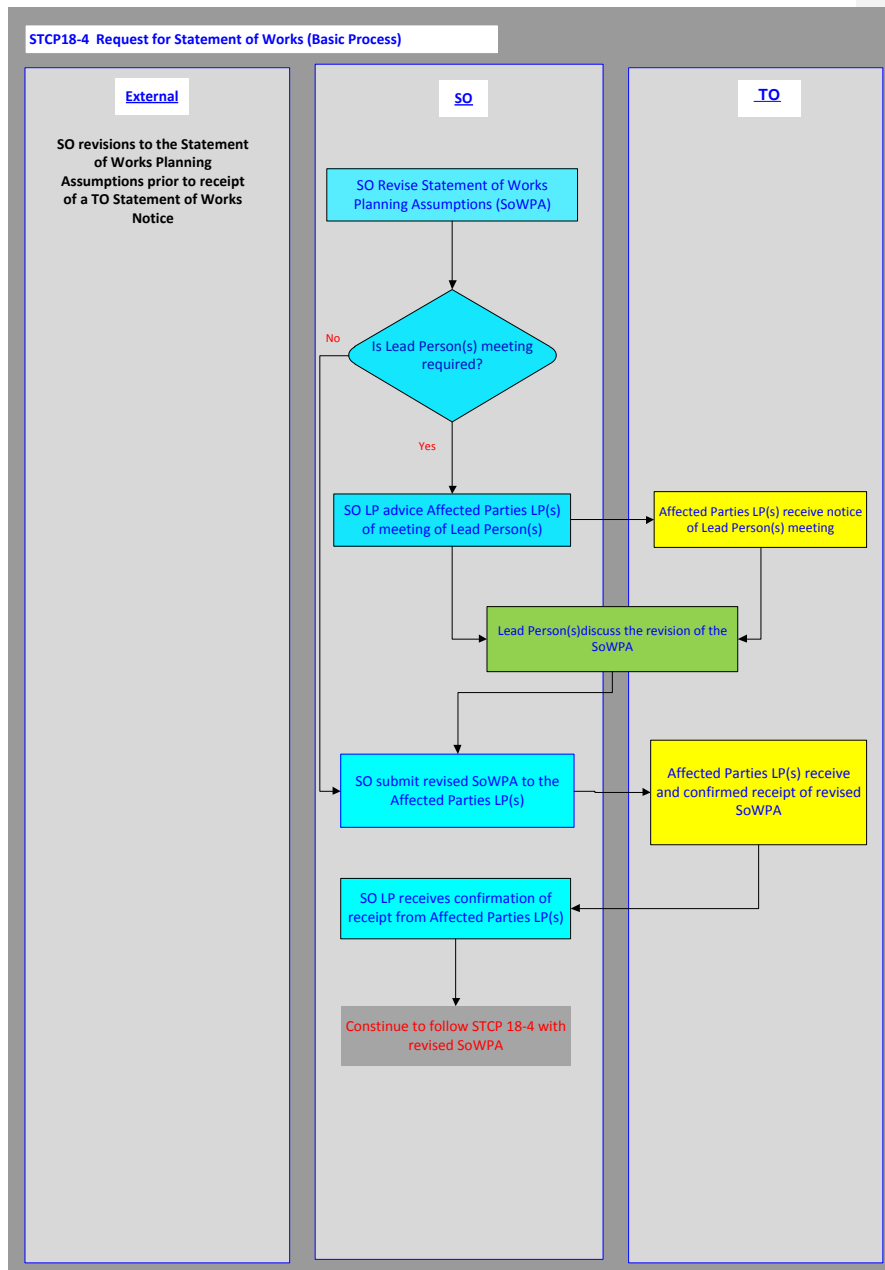 STCP18-4 Request for Statement of Works (Basic Process)
External
SO
TO
SO revisions to the Statement
of Works Planning
Assumptions prior to receipt
of a TO Statement of Works
Notice
SO Revise Statement of Works
Planning Assumptions (SoWPA)
No
Is Lead Person(s) meeting
required?
Yes
SO LP advice Affected Parties LP(s)
of meeting of Lead Person(s)
Affected Parties LP(s) receive notice
of Lead Person(s) meeting
Lead Person(s)discuss the revision of the
SoWPA
SO submit revised SoWPA to the
Affected Parties LP(s)
Affected Parties LP(s) receive
and confirmed receipt of revised
SoWPA
SO LP receives confirmation of
receipt from Affected Parties LP(s)
Constinue to follow STCP 18-4 with
revised SoWPA